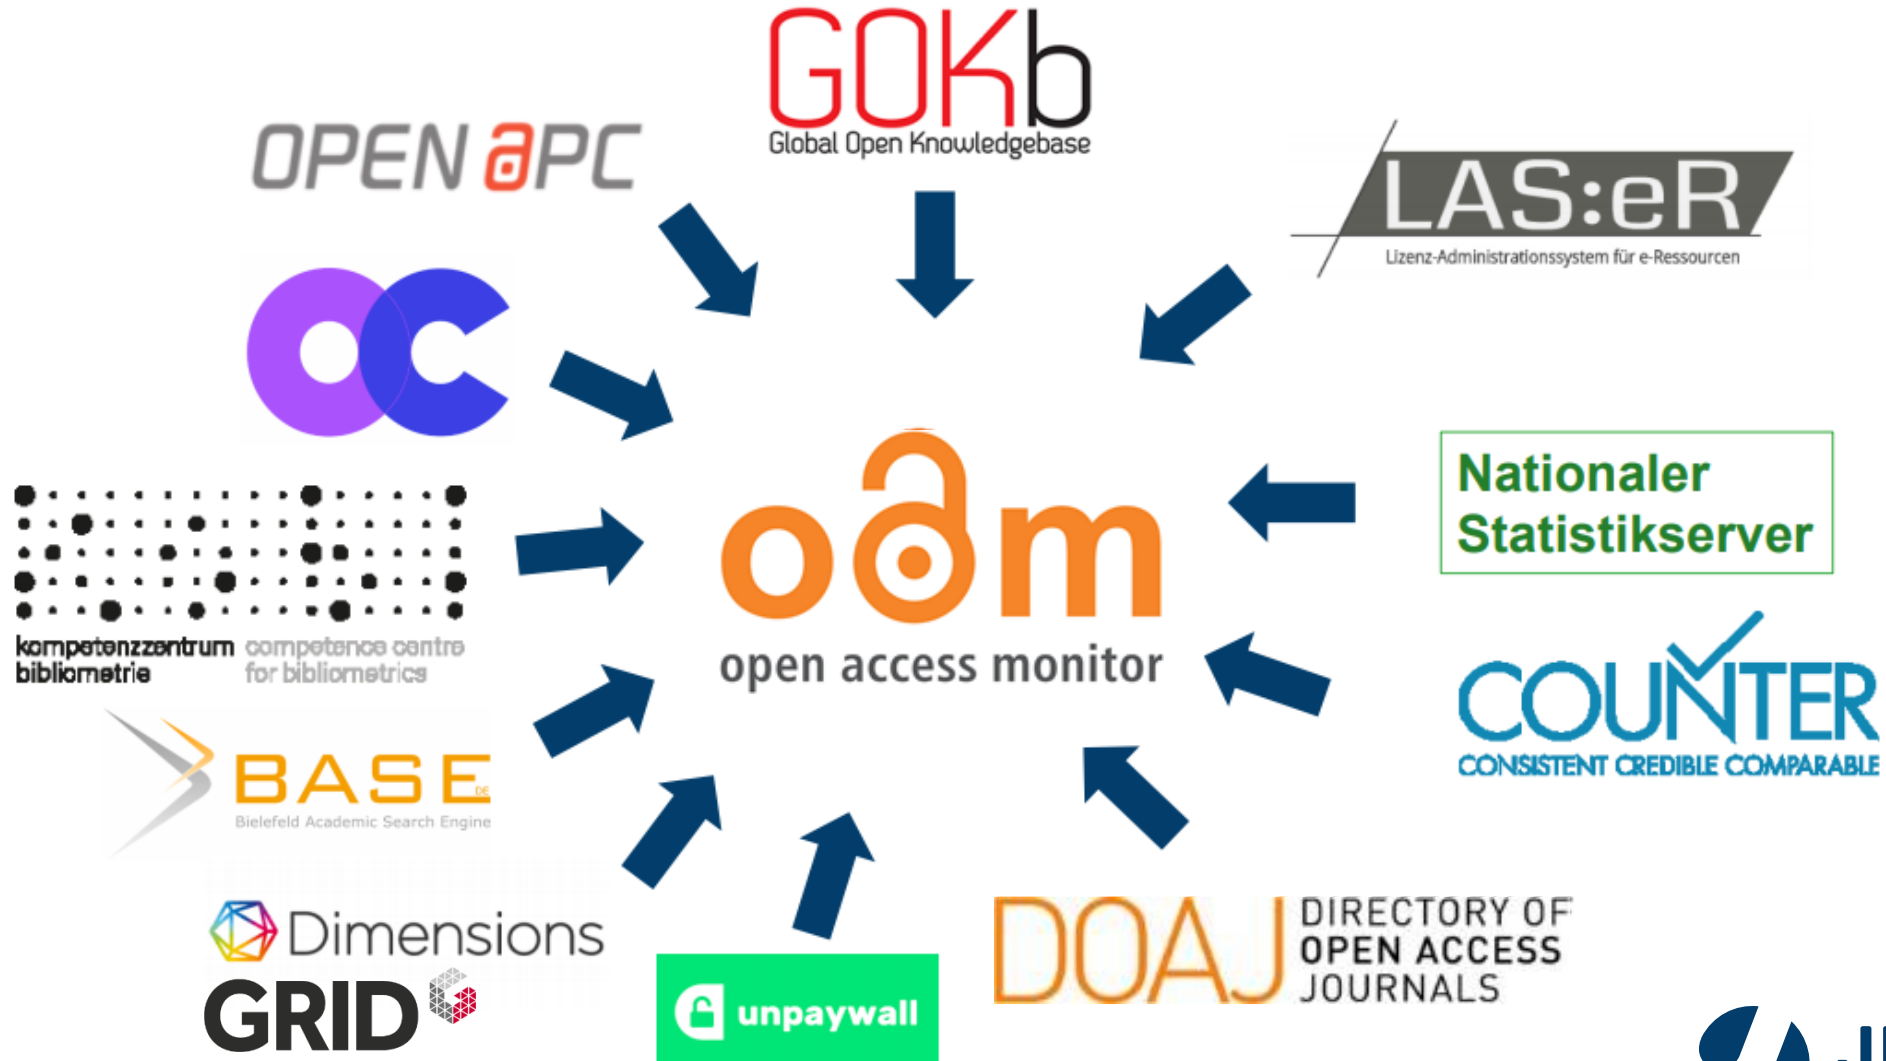 GOKb
Global Open Knowledgebase
OPEN aPC
LAS:eR
Lizenz-Administrationssystem für e-Ressourcen
OC
oam
open access monitor
Nationaler
Statistikserver
kompetenzzentrum competence centre
bibliometrie for bibliometrics
COUNTER
CONSISTENT CREDIBLE COMPARABLE
BASE
DE
Bielefeld Academic Search Engine
Dimensions
GRID
unpaywall
DOAJ
DIRECTORY OF
OPEN ACCESS
JOURNALS